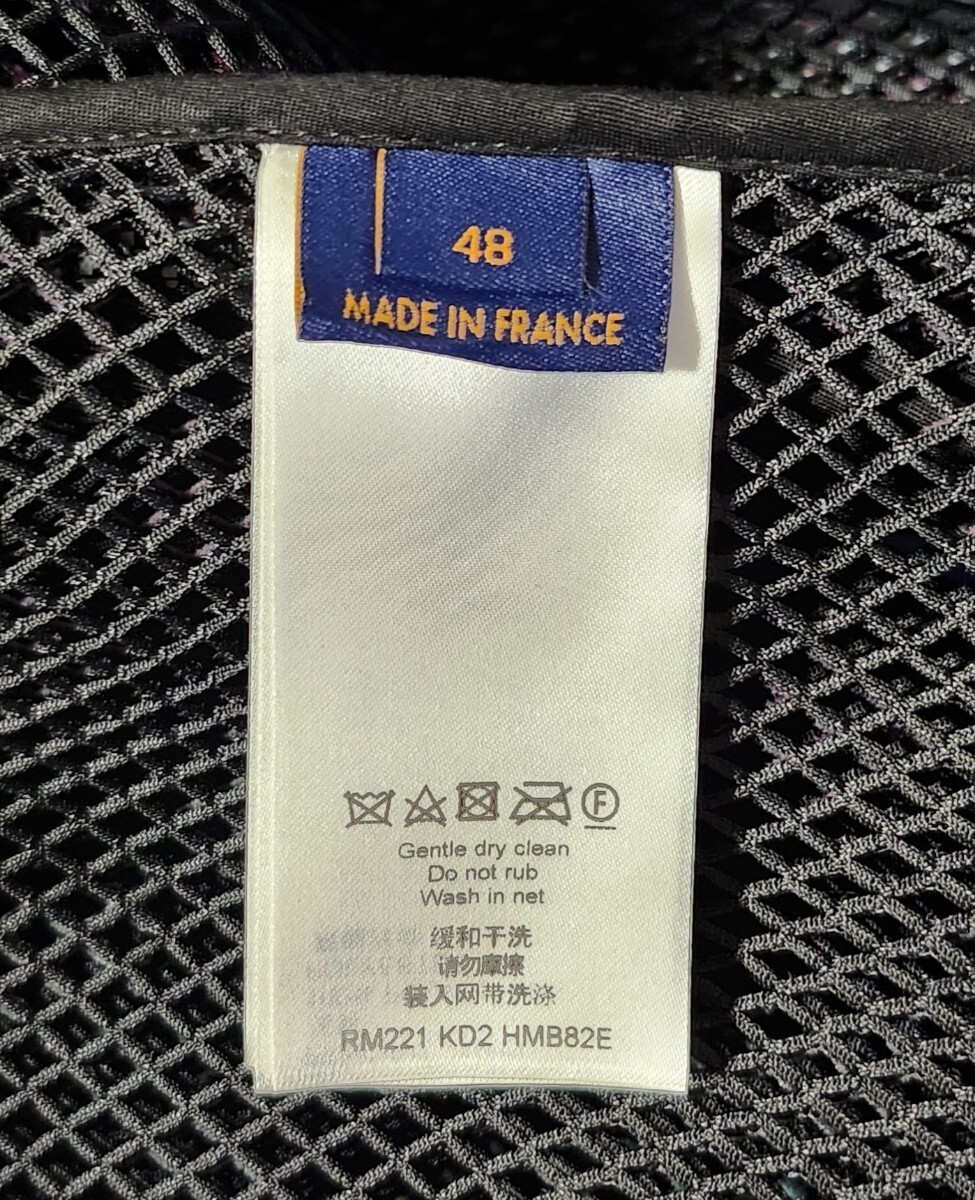 48
MADE IN FRANCE
F
Gentle dry clean
Do not rub
Wash in net
缓和干洗
请勿摩擦
装入网带洗涤
RM221 KD2 HMB82E